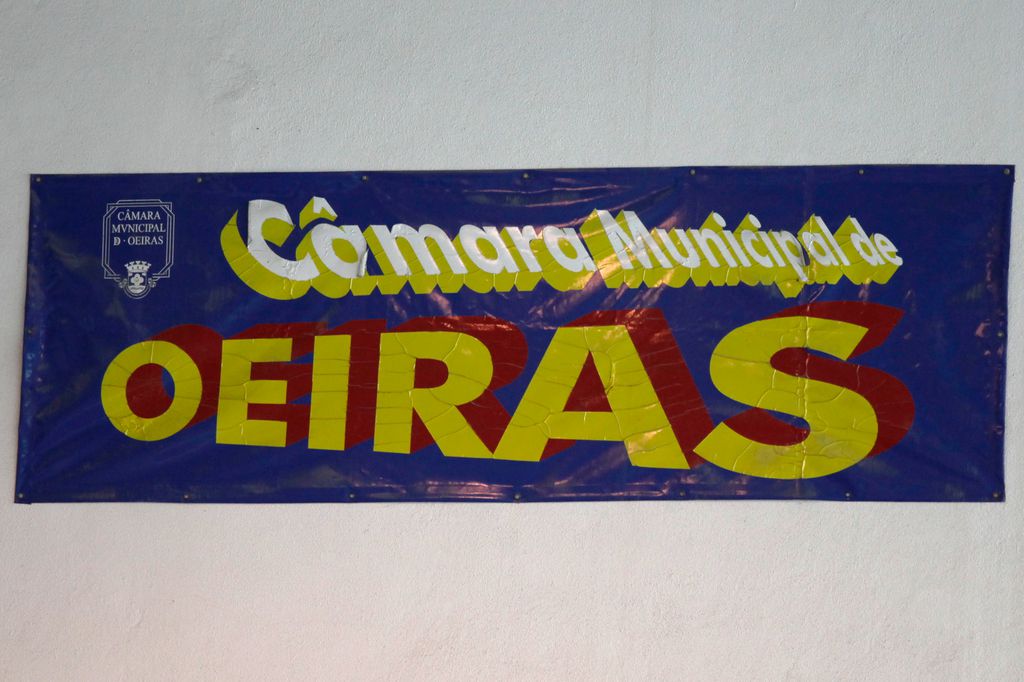 CÂMARA
MVNICIPAL
D · OEIRAS
Câmara Municipal de
OEIRAS